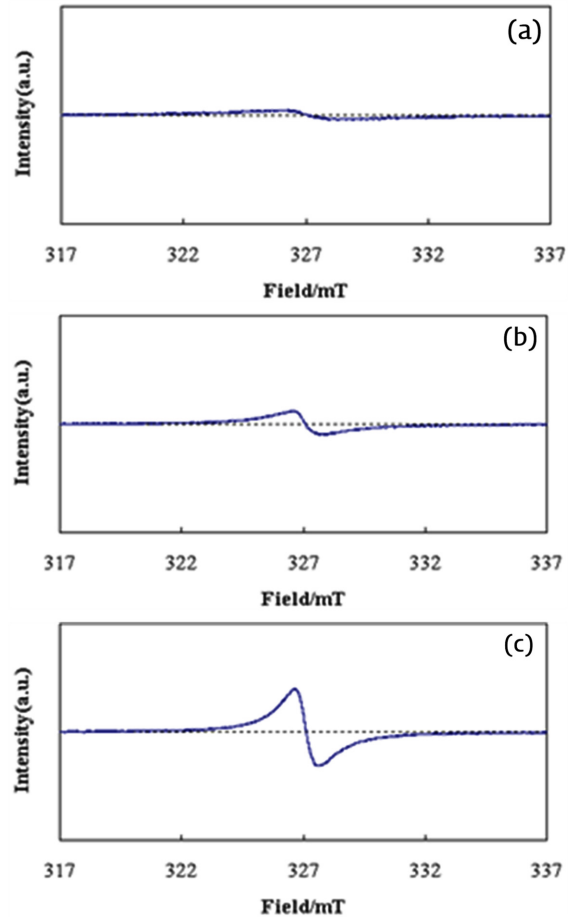 (a)
Intensity(a.u.)
317 322 327 332 337
Field/mT
(b)
Intensity(a.u.)
317 322 327 332 337
Field/mT
(c)
Intensity(a.u.)
317 322 327 332 337
Field/mT